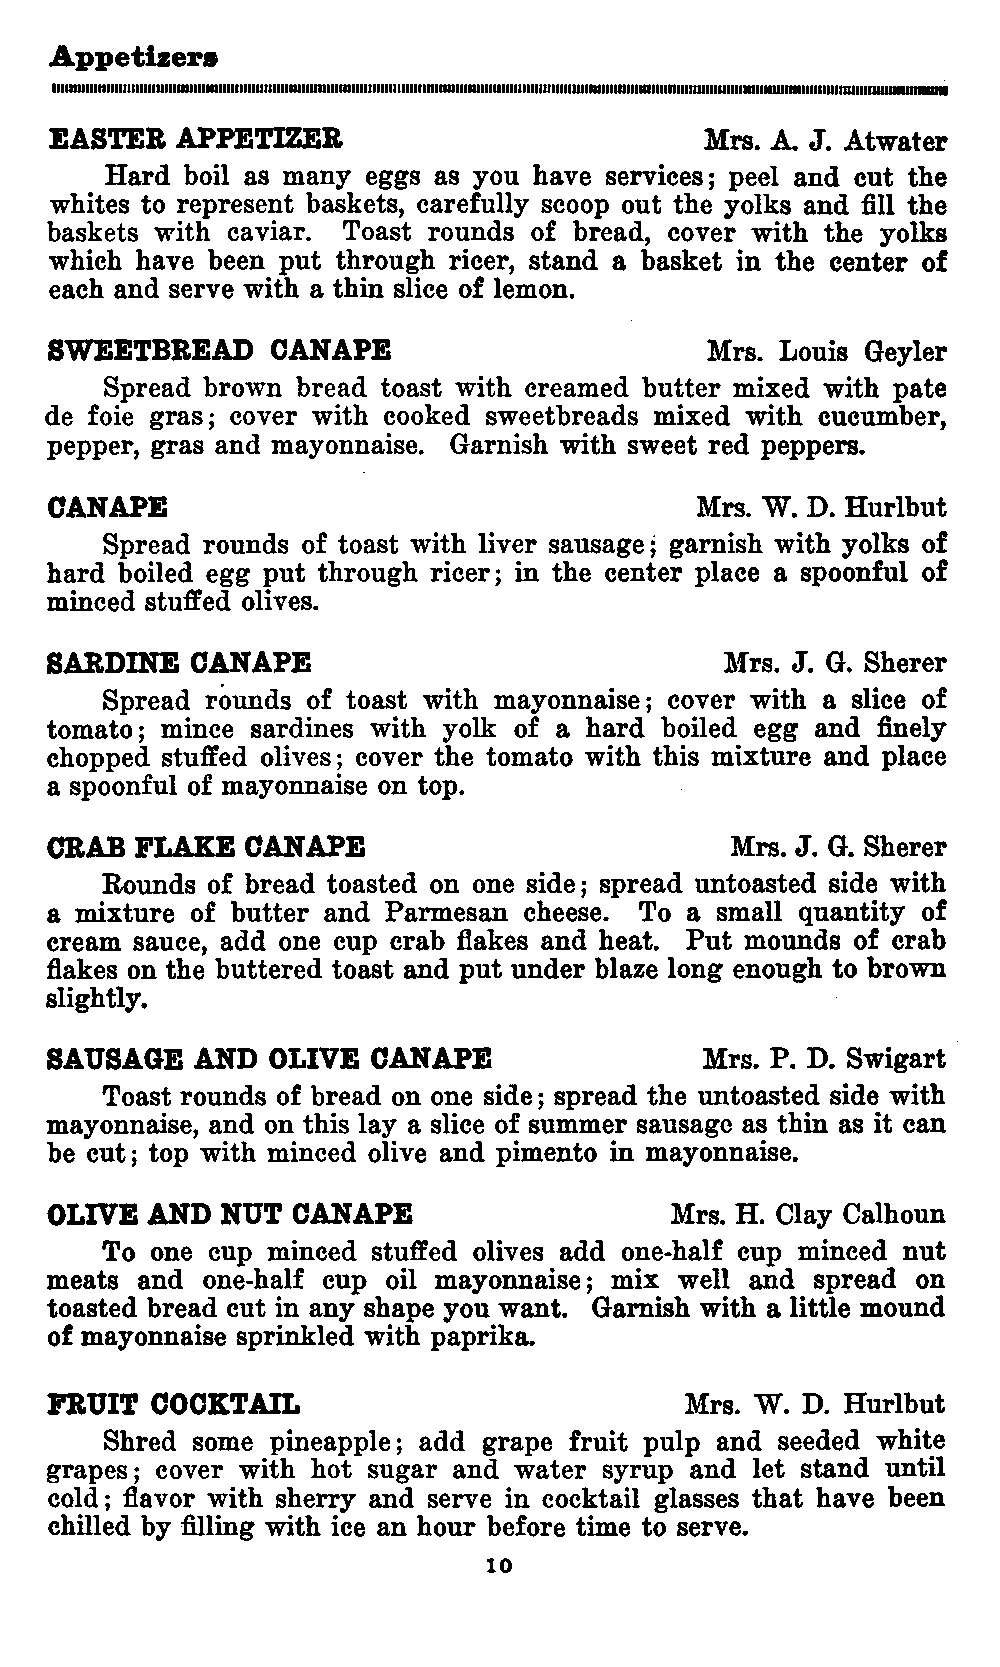 Appetizers
EASTER APPETIZER Mrs. A. J. Atwater
Hard boil as many eggs as you have services; peel and cut the
whites to represent baskets, carefully scoop out the yolks and fill the
baskets with caviar. Toast rounds of bread, cover with the yolks
which have been put through ricer, stand a basket in the center of
each and serve with a thin slice of lemon.
SWEETBREAD CANAPE Mrs. Louis Geyler
Spread brown bread toast with creamed butter mixed with pate
de foie gras; cover with cooked sweetbreads mixed with cucumber,
pepper, gras and mayonnaise. Garnish with sweet red peppers.
CANAPE Mrs. W. D. Hurlbut
Spread rounds of toast with liver sausage; garnish with yolks of
hard boiled egg put through ricer; in the center place a spoonful of
minced stuffed olives.
SARDINE CANAPE Mrs. J. G. Sherer
Spread rounds of toast with mayonnaise; cover with a slice of
tomato; mince sardines with yolk of a hard boiled egg and finely
chopped stuffed olives; cover the tomato with this mixture and place
a spoonful of mayonnaise on top.
CRAB FLAKE CANAPE Mrs. J. G. Sherer
Rounds of bread toasted on one side; spread untoasted side with
a mixture of butter and Parmesan cheese. To a small quantity of
cream sauce, add one cup crab flakes and heat. Put mounds of crab
flakes on the buttered toast and put under blaze long enough to brown
slightly.
SAUSAGE AND OLIVE CANAPE Mrs. P. D. Swigart
Toast rounds of bread on one side; spread the untoasted side with
mayonnaise, and on this lay a slice of summer sausage as thin as it can
be cut; top with minced olive and pimento in mayonnaise.
OLIVE AND NUT CANAPE Mrs. H. Clay Calhoun
To one cup minced stuffed olives add one-half cup minced nut
meats and one-half cup oil mayonnaise; mix well and spread on
toasted bread cut in any shape you want. Garnish with a little mound
of mayonnaise sprinkled with paprika.
FRUIT COCKTAIL Mrs. W. D. Hurlbut
Shred some pineapple; add grape fruit pulp and seeded white
grapes; cover with hot sugar and water syrup and let stand until
cold; flavor with sherry and serve in cocktail glasses that have been
chilled by filling with ice an hour before time to serve.
10